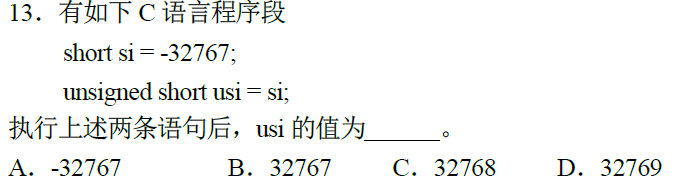 13．有如下 C 语言程序段
short si = -32767;
unsigned short usi = si;
执行上述两条语句后，usi 的值为______。
A．-32767 B．32767 C．32768 D．32769